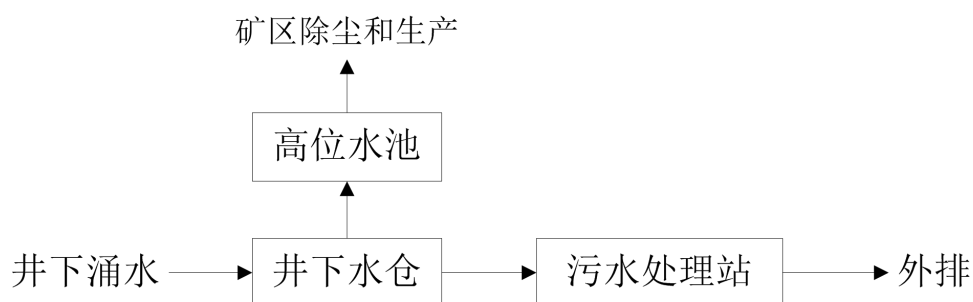 矿区除尘和生产
高位水池
井下涌水
井下水仓
污水处理站
外排